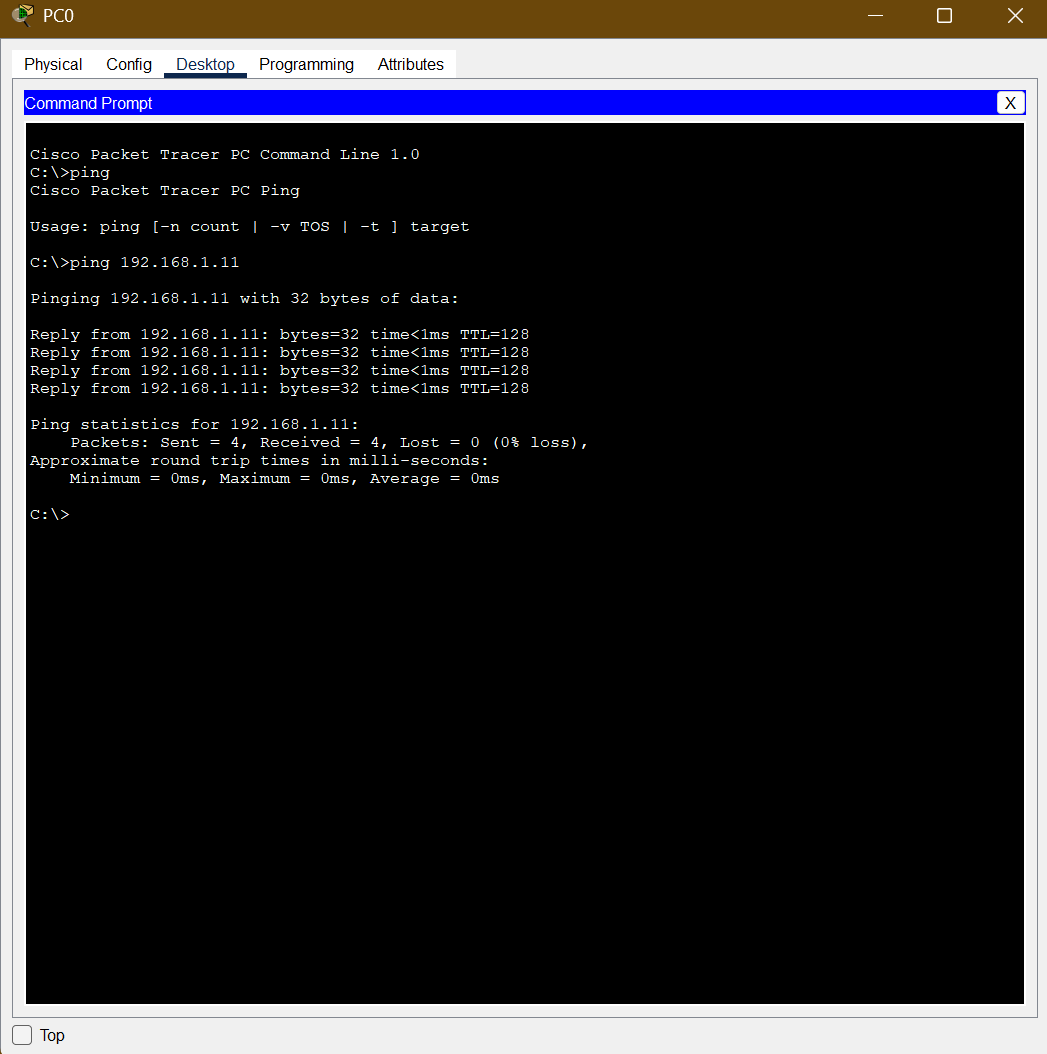 PC0
Physical Config Desktop Programming Attributes
Command Prompt X
Cisco Packet Tracer PC Command Line 1.0
C:\>ping
Cisco Packet Tracer PC Ping
Usage: ping [-n count | -v TOS | -t ] target
C:\>ping 192.168.1.11
Pinging 192.168.1.11 with 32 bytes of data:
Reply from 192.168.1.11: bytes=32 time<1ms TTL=128
Reply from 192.168.1.11: bytes=32 time<1ms TTL=128
Reply from 192.168.1.11: bytes=32 time<1ms TTL=128
Reply from 192.168.1.11: bytes=32 time<1ms TTL=128
Ping statistics for 192.168.1.11:
Packets: Sent = 4, Received = 4, Lost = 0 (0% loss),
Approximate round trip times in milli-seconds:
Minimum = 0ms, Maximum = 0ms, Average = 0ms
C:\>
Top